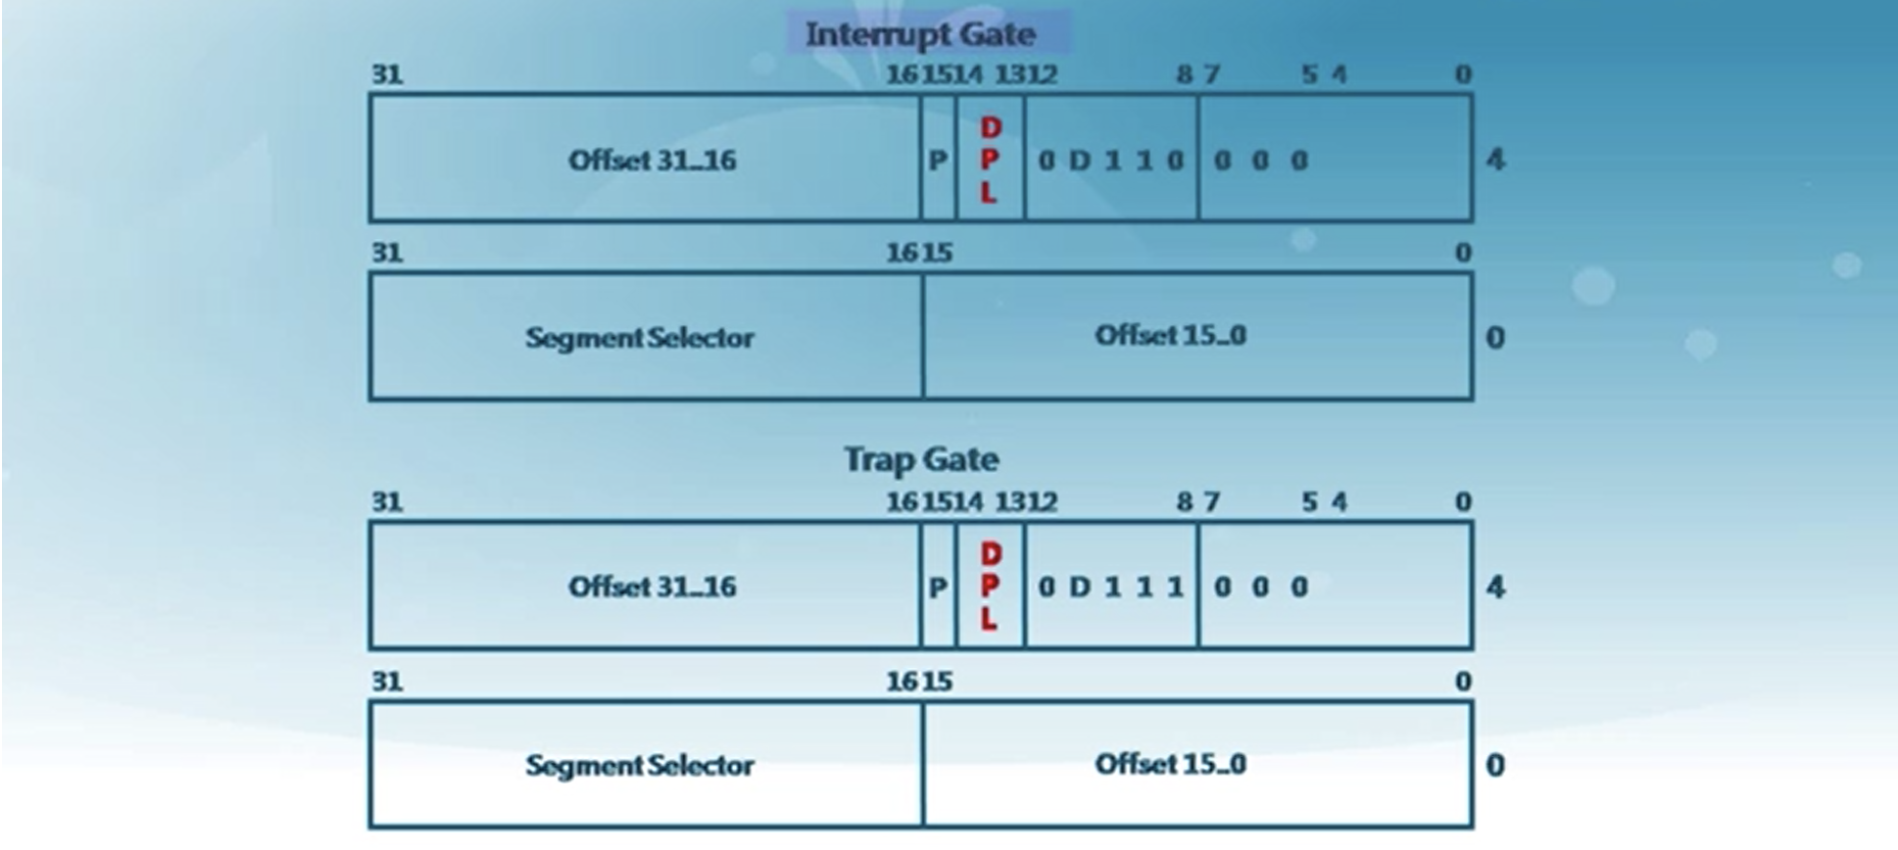 Interrupt Gate
31 16 15 14 13 12 8 7 5 4 0
Offset 31..16 P D P L 0 D 1 1 0 0 0 0 4
31 16 15 0
Segment Selector Offset 15..0 0
Trap Gate
31 16 15 14 13 12 8 7 5 4 0
Offset 31..16 P D P L 0 D 1 1 1 0 0 0 4
31 16 15 0
Segment Selector Offset 15..0 0